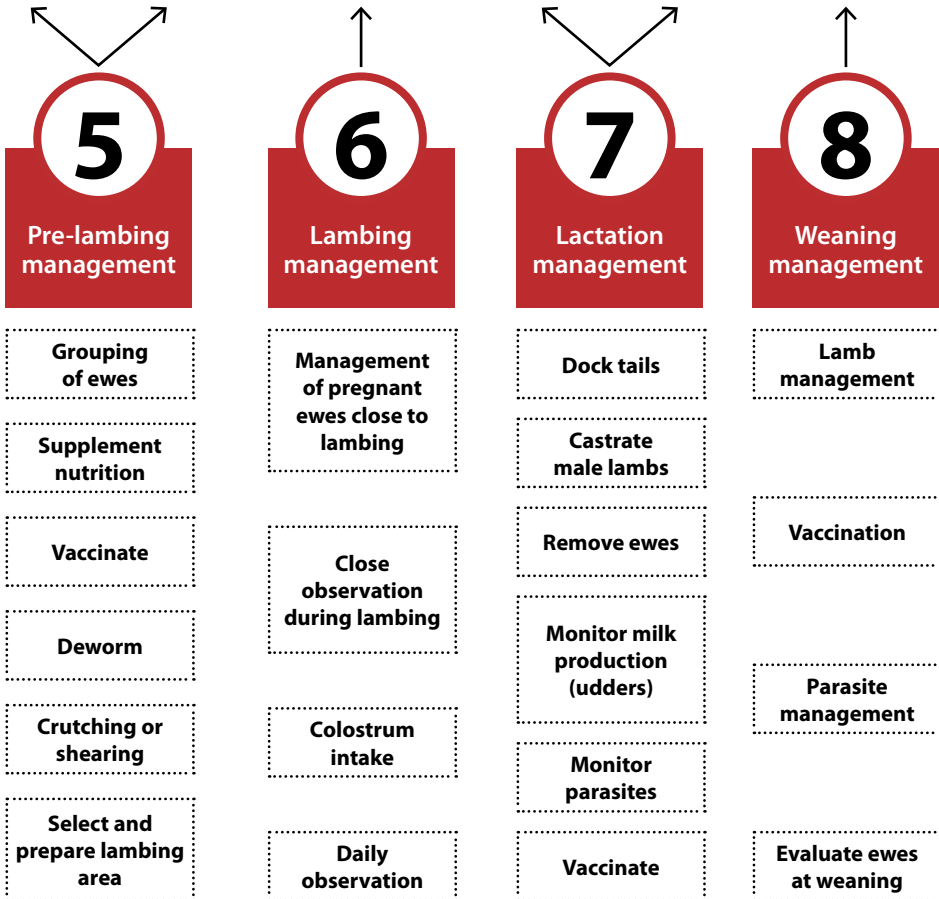 5
Pre-lambing
management
Grouping
of ewes
Supplement
nutrition
Vaccinate
Deworm
Crutching or
shearing
Select and
prepare lambing
area
6
Lambing
management
Management
of pregnant
ewes close to
lambing
Close
observation
during lambing
Colostrum
intake
Daily
observation
7
Lactation
management
Dock tails
Castrate
male lambs
Remove ewes
Monitor milk
production
(udders)
Monitor
parasites
Vaccinate
8
Weaning
management
Lamb
management
Vaccination
Parasite
management
Evaluate ewes
at weaning